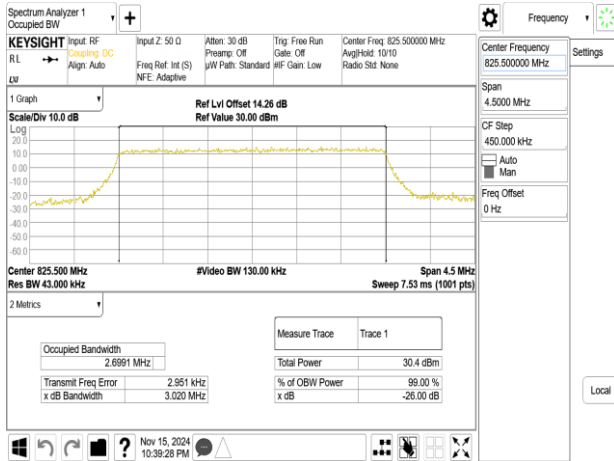 Spectrum Analyzer 1
Occupied BW
Frequency
KEYSIGHT
RL
LXI
Input: RF
Coupling: DC
Align: Auto
Input Z: 50 Ω
Freq Ref: Int (S)
NFE: Adaptive
Atten: 30 dB
Preamp: Off
µW Path: Standard
Trig: Free Run
Gate: Off
#IF Gain: Low
Center Freq: 825.500000 MHz
Avg|Hold: 10/10
Radio Std: None
Center Frequency
825.500000 MHz
Settings
Span
4.5000 MHz
CF Step
450.000 kHz
Auto
Man
Freq Offset
0 Hz
Local
1 Graph
Scale/Div 10.0 dB
Ref Lvl Offset 14.26 dB
Ref Value 30.00 dBm
Log
20.0
10.0
0.00
-10.0
-20.0
-30.0
-40.0
-50.0
-60.0
Center 825.500 MHz
#Video BW 130.00 kHz
Span 4.5 MHz
Res BW 43.000 kHz
Sweep 7.53 ms (1001 pts)
2 Metrics
Measure Trace Trace 1
Occupied Bandwidth
2.6991 MHz
Total Power 30.4 dBm
Transmit Freq Error 2.951 kHz
% of OBW Power 99.00 %
x dB Bandwidth 3.020 MHz
x dB -26.00 dB
?
Nov 15, 2024
10:39:28 PM